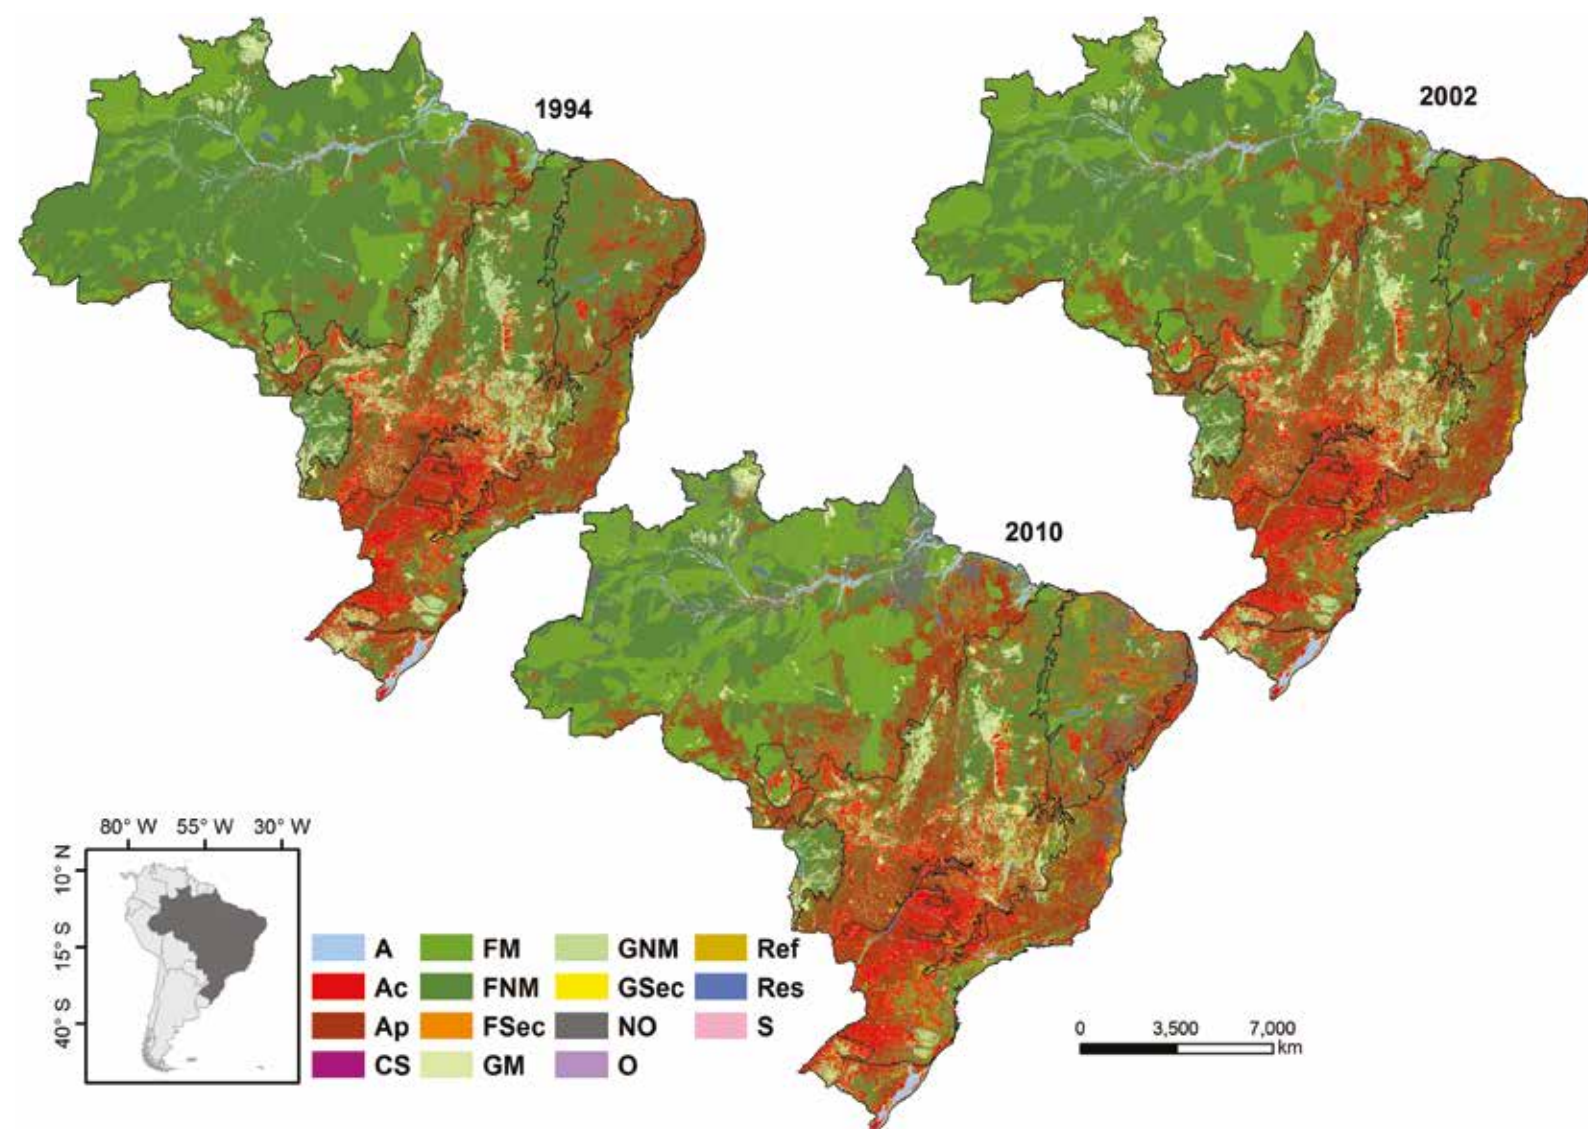 1994
2002
2010
80° W 55° W 30° W
10° N
15° S
40° S
A FM GNM Ref
Ac FNM GSec Res
Ap FSec NO S
CS GM O
0 3,500 7,000
km